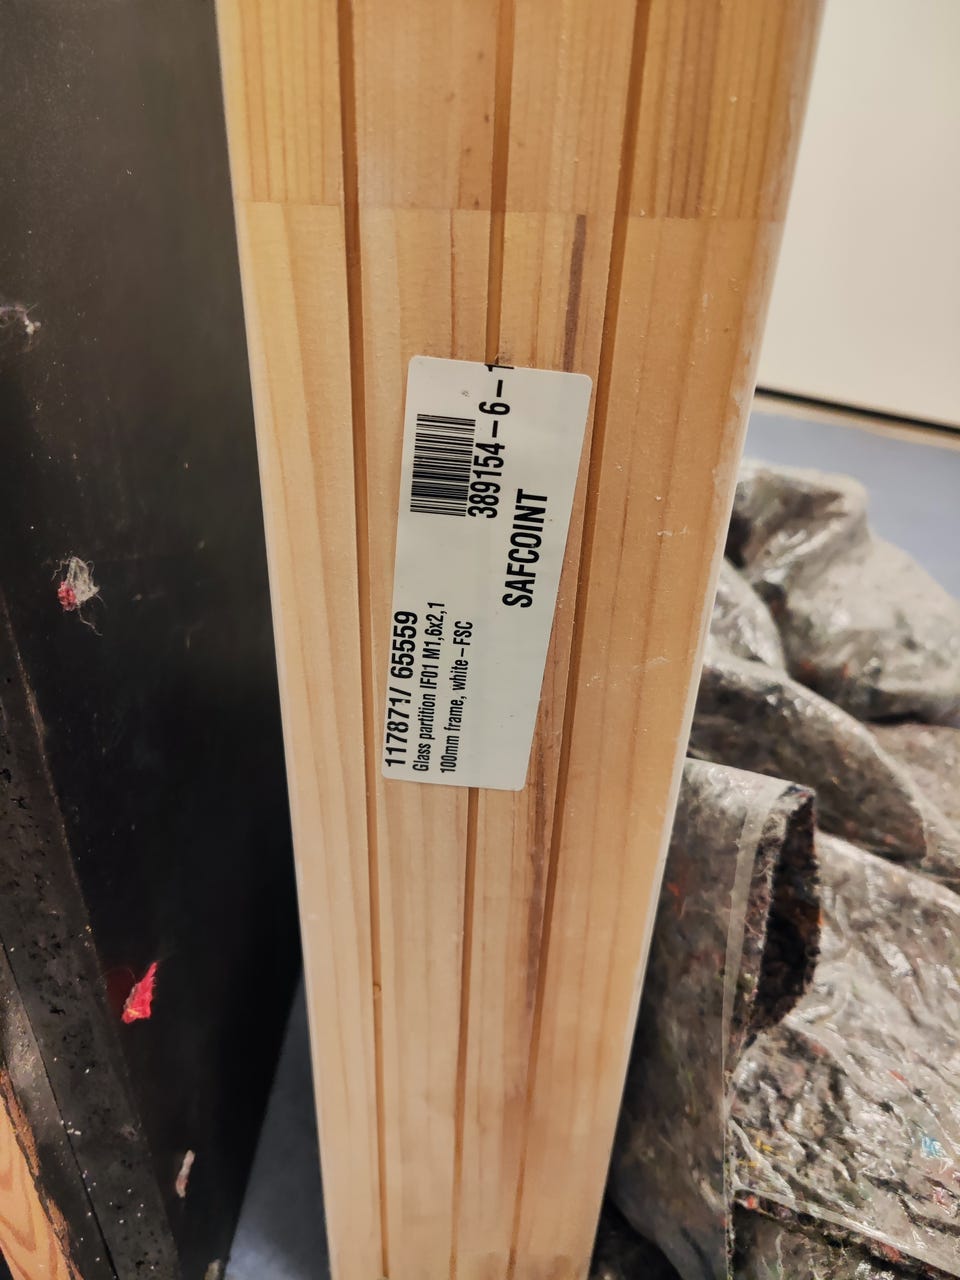 117871/ 65559
Glass partition IF01 M1,6x2,1
100mm frame, white-FSC
389154-6-1
SAFCOINT